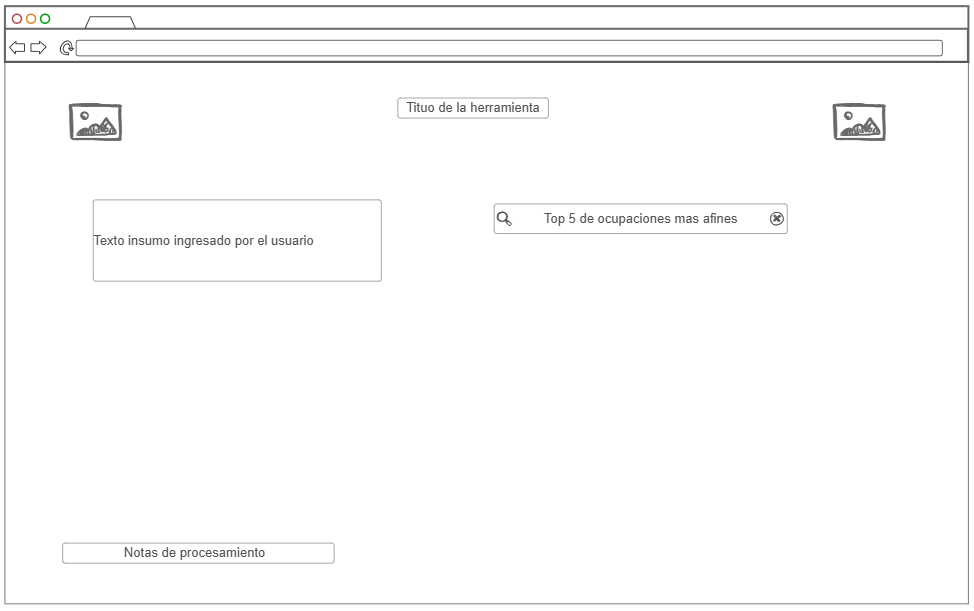 Tituo de la herramienta
Texto insumo ingresado por el usuario
Top 5 de ocupaciones mas afines
Notas de procesamiento